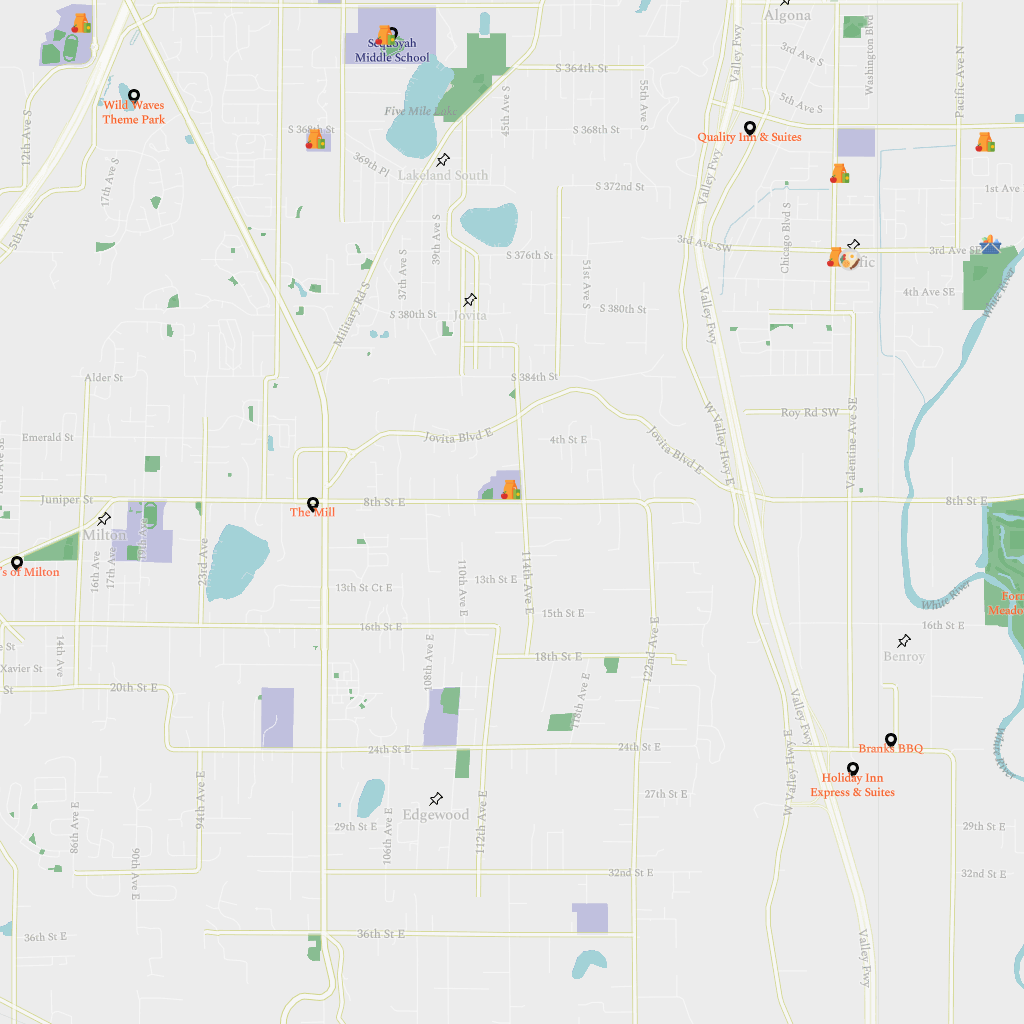 Algona
Sequoyah
Middle School
3rd Ave S
Washington Blvd
Pacific Ave N
Valley Fwy
S 364th St
55th Ave S
45th Ave S
Wild Waves
Theme Park
Five Mile Lake
12th Ave S
5th Ave S
S 368th St
S 368th St
Quality Inn & Suites
369th Pl
Lakeland South
17th Ave S
Valley Fwy
S 372nd St
1st Ave
5th Ave
39th Ave S
3rd Ave SW
Chicago Blvd S
3rd Ave SE
S 376th St
37th Ave S
51st Ave S
4th Ave SE
White River
Military Rd S
S 380th St
Jovita
S 380th St
Valley Fwy
Alder St
S 384th St
Roy Rd SW
W Valley Hwy E
Valentine Ave SE
Emerald St
Jovita Blvd E
4th St E
Jovita Blvd E
Juniper St
8th St E
8th St E
The Mill
Milton
19th Ave
23rd Ave
's of Milton
16th Ave
17th Ave
13th St Ct E
110th Ave E
13th St E
114th Ave E
White River
15th St E
16th St E
16th St E
14th Ave
Xavier St
108th Ave E
18th St E
122nd Ave E
Benroy
20th St E
118th Ave E
Valley Fwy
24th St E
24th St E
Branks BBQ
White River
W Valley Hwy E
Holiday Inn
Express & Suites
94th Ave E
27th St E
Edgewood
86th Ave E
29th St E
106th Ave E
112th Ave E
29th St E
90th Ave E
32nd St E
32nd St E
36th St E
36th St E
Valley Fwy